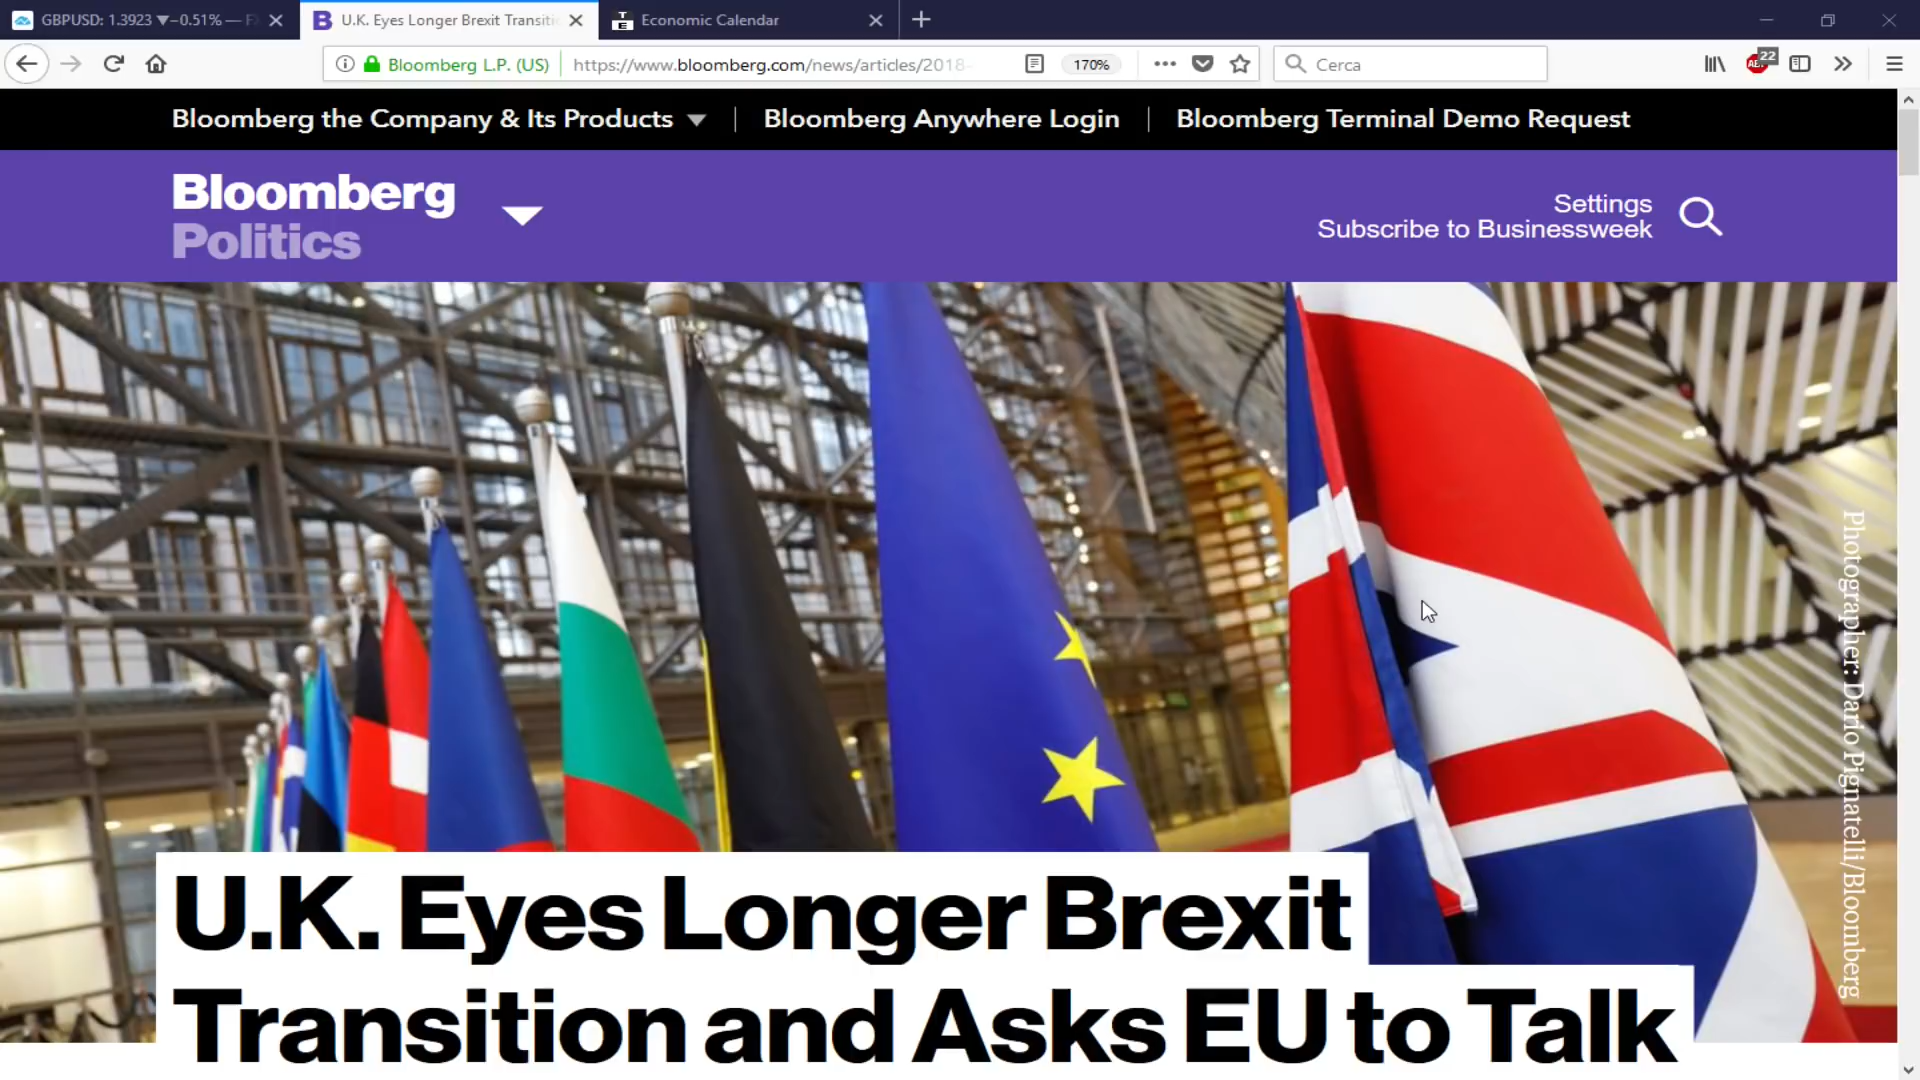 GBPUSD: 1.3923 ▼−0.51% —
U.K. Eyes Longer Brexit Transiti
TE
Economic Calendar
Bloomberg L.P. (US)
https://www.bloomberg.com/news/articles/2018-
170%
Cerca
22
Bloomberg the Company & Its Products
Bloomberg Anywhere Login
Bloomberg Terminal Demo Request
Bloomberg
Politics
Settings
Subscribe to Businessweek
Photographer: Dario Pignatelli/Bloomberg
U.K. Eyes Longer Brexit
Transition and Asks EU to Talk